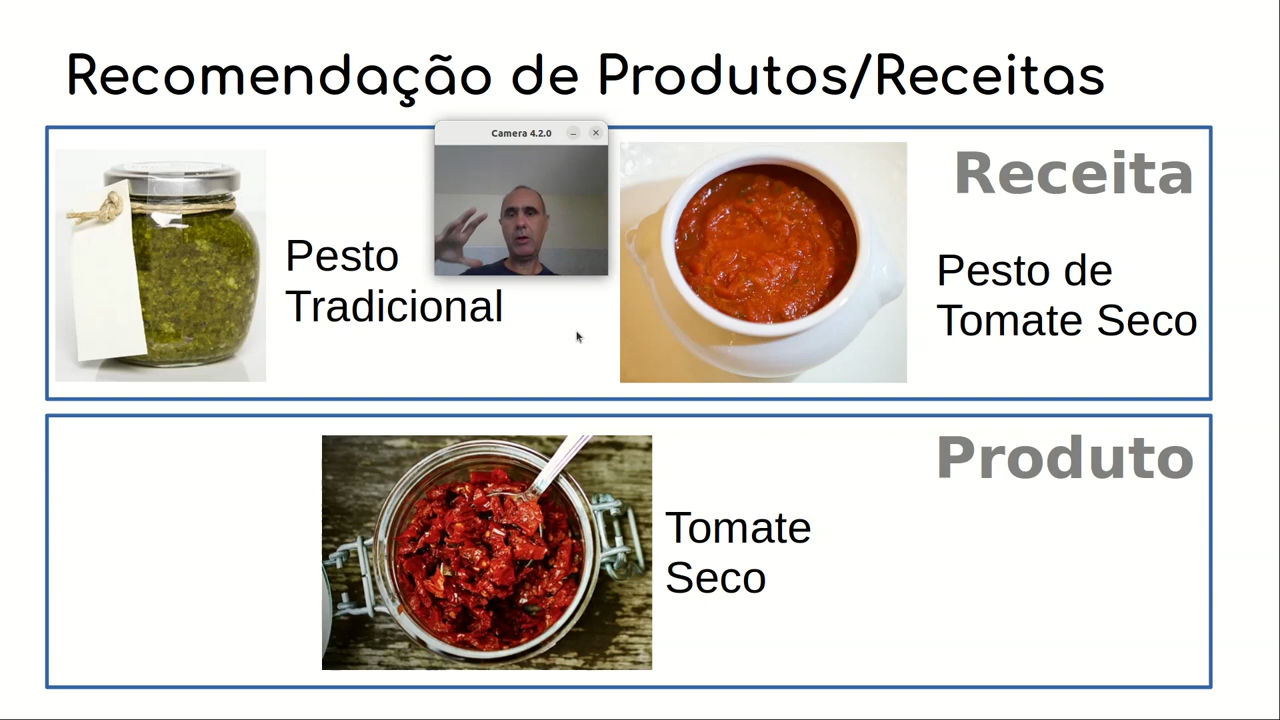 Recomendação de Produtos/Receitas
Camera 4.2.0
Receita
Pesto
Tradicional
Pesto de
Tomate Seco
Produto
Tomate
Seco